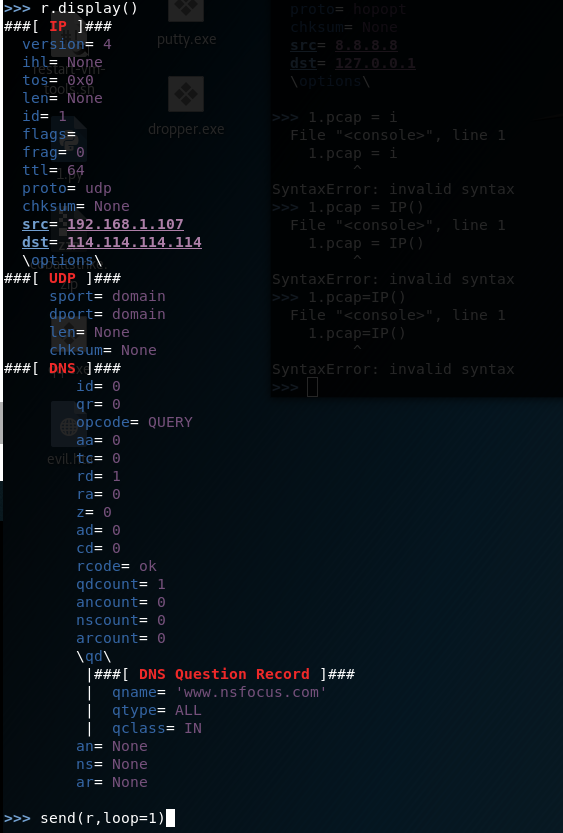 >>> r.display()
###[ IP ]###
version= 4
ihl= None
tos= 0x0
len= None
id= 1
flags=
frag= 0
ttl= 64
proto= udp
chksum= None
src= 192.168.1.107
dst= 114.114.114.114
\options\
###[ UDP ]###
sport= domain
dport= domain
len= None
chksum= None
###[ DNS ]###
id= 0
qr= 0
opcode= QUERY
aa= 0
tc= 0
rd= 1
ra= 0
z= 0
ad= 0
cd= 0
rcode= ok
qdcount= 1
ancount= 0
nscount= 0
arcount= 0
\qd\
|###[ DNS Question Record ]###
| qname= 'www.nsfocus.com'
| qtype= ALL
| qclass= IN
an= None
ns= None
ar= None
>>> send(r,loop=1)
putty.exe
dropper.exe
restart-vm-
tools.sh
1.py
zip
proto= hopopt
chksum= None
src= 8.8.8.8
dst= 127.0.0.1
\options\
>>> 1.pcap = i
File "<console>", line 1
1.pcap = i
^
SyntaxError: invalid syntax
>>> 1.pcap = IP()
File "<console>", line 1
1.pcap = IP()
^
SyntaxError: invalid syntax
>>> 1.pcap=IP()
File "<console>", line 1
1.pcap=IP()
^
SyntaxError: invalid syntax
>>>